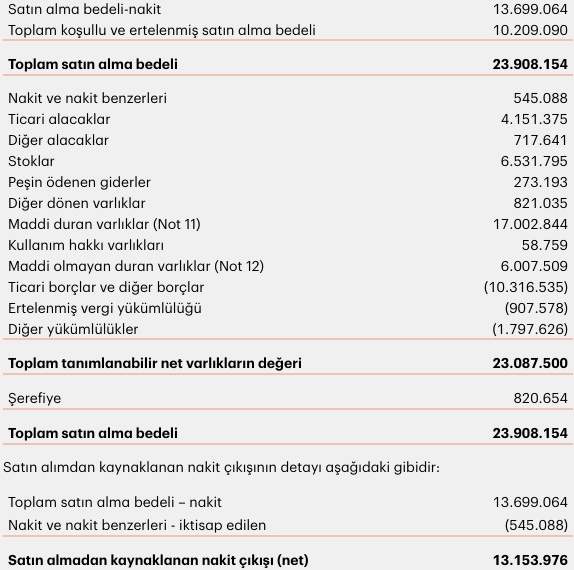 Satın alma bedeli-nakit 13.699.064
Toplam koşullu ve ertelenmiş satın alma bedeli 10.209.090
Toplam satın alma bedeli 23.908.154
Nakit ve nakit benzerleri 545.088
Ticari alacaklar 4.151.375
Diğer alacaklar 717.641
Stoklar 6.531.795
Peşin ödenen giderler 273.193
Diğer dönen varlıklar 821.035
Maddi duran varlıklar (Not 11) 17.002.844
Kullanım hakkı varlıkları 58.759
Maddi olmayan duran varlıklar (Not 12) 6.007.509
Ticari borçlar ve diğer borçlar (10.316.535)
Ertelenmiş vergi yükümlülüğü (907.578)
Diğer yükümlülükler (1.797.626)
Toplam tanımlanabilir net varlıkların değeri 23.087.500
Şerefiye 820.654
Toplam satın alma bedeli 23.908.154
Satın alımdan kaynaklanan nakit çıkışının detayı aşağıdaki gibidir:
Toplam satın alma bedeli – nakit 13.699.064
Nakit ve nakit benzerleri - iktisap edilen (545.088)
Satın almadan kaynaklanan nakit çıkışı (net) 13.153.976